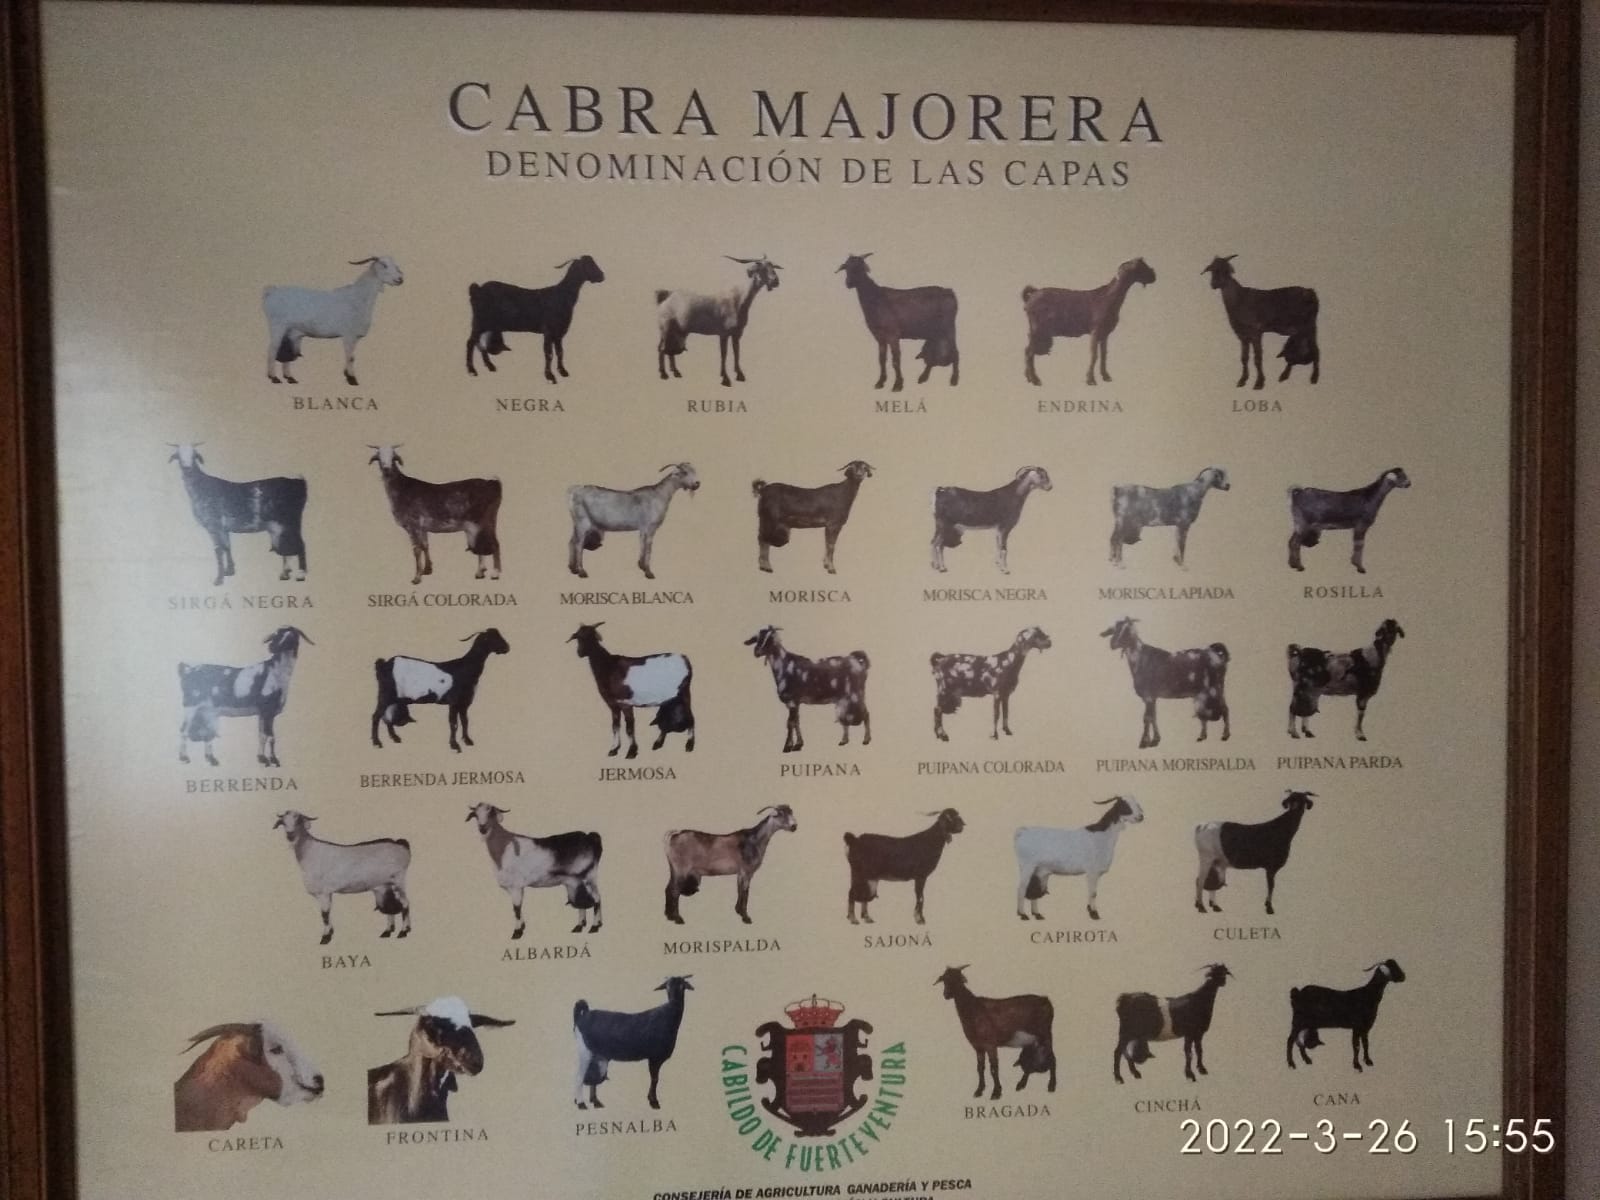 CABRA MAJORERA
DENOMINACIÓN DE LAS CAPAS
BLANCA NEGRA RUBIA MELÁ ENDRINA LOBA
SIRGÁ NEGRA SIRGÁ COLORADA MORISCA BLANCA MORISCA MORISCA NEGRA MORISCA LAPIADA ROSILLA
BERRENDA BERRENDA JERMOSA JERMOSA PUIPANA PUIPANA COLORADA PUIPANA MORISPALDA PUIPANA PARDA
BAYA ALBARDÁ MORISPALDA SAJONÁ CAPIROTA CULETA
CARETA FRONTINA PESNALBA BRAGADA CINCHÁ CANA
CABILDO DE FUERTEVENTURA
CONSEJERÍA DE AGRICULTURA GANADERÍA Y PESCA
2022-3-26 15:55